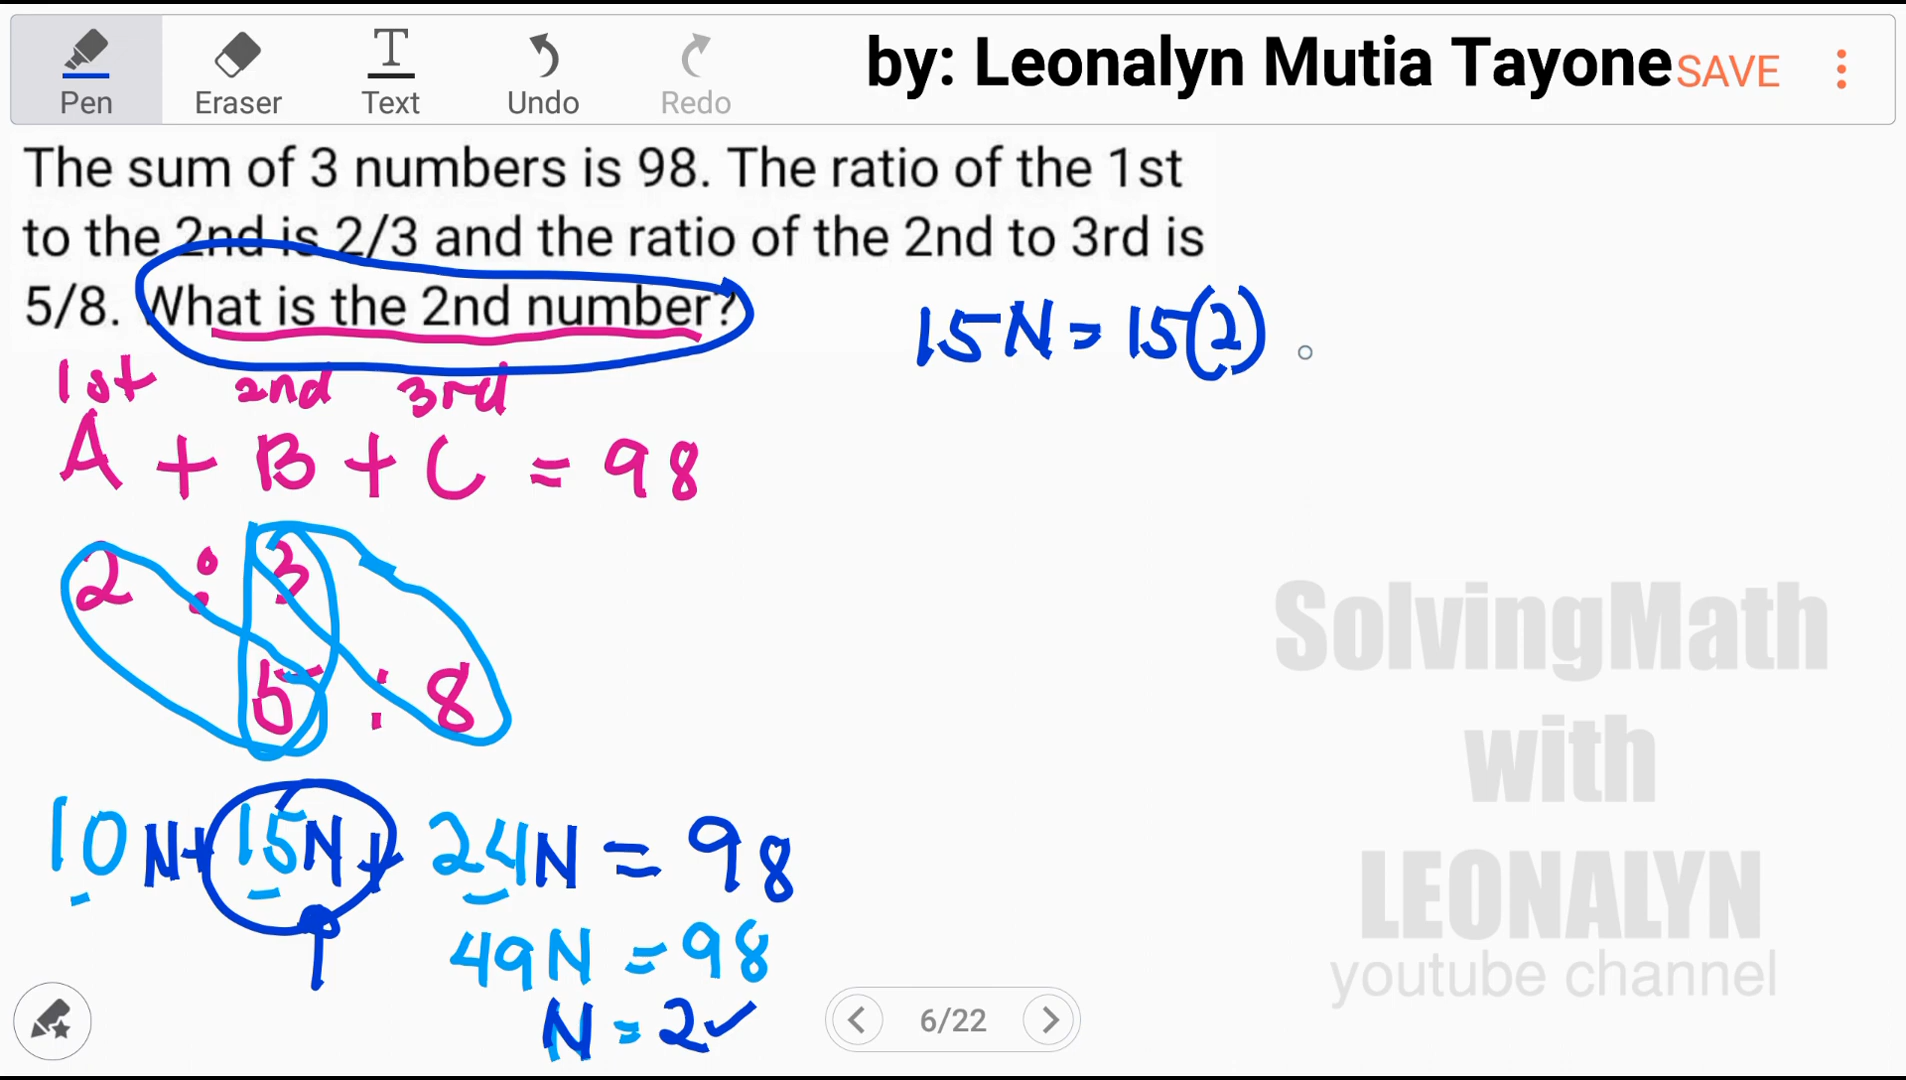 Pen Eraser Text Undo Redo by: Leonalyn Mutia Tayone SAVE
The sum of 3 numbers is 98. The ratio of the 1st
to the 2nd is 2/3 and the ratio of the 2nd to 3rd is
5/8. What is the 2nd number?
15N = 15(2)
1st 2nd 3rd
A + B + C = 98
2 : 3
5 : 8
10N + 15N + 24N = 98
49N = 98
N = 2
6/22
SolvingMath
with
LEONALYN
youtube channel